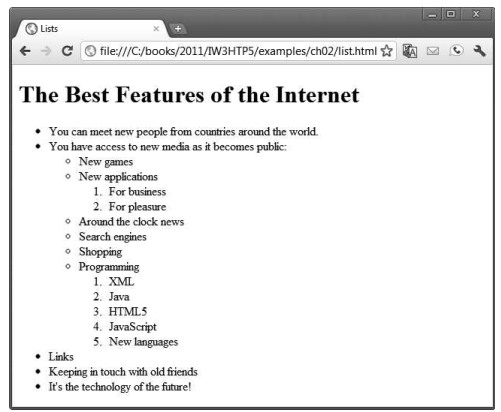 Lists
file:///C:/books/2011/IW3HTP5/examples/ch02/list.html
The Best Features of the Internet
• You can meet new people from countries around the world.
• You have access to new media as it becomes public:
◦ New games
◦ New applications
1. For business
2. For pleasure
◦ Around the clock news
◦ Search engines
◦ Shopping
◦ Programming
1. XML
2. Java
3. HTML5
4. JavaScript
5. New languages
• Links
• Keeping in touch with old friends
• It's the technology of the future!